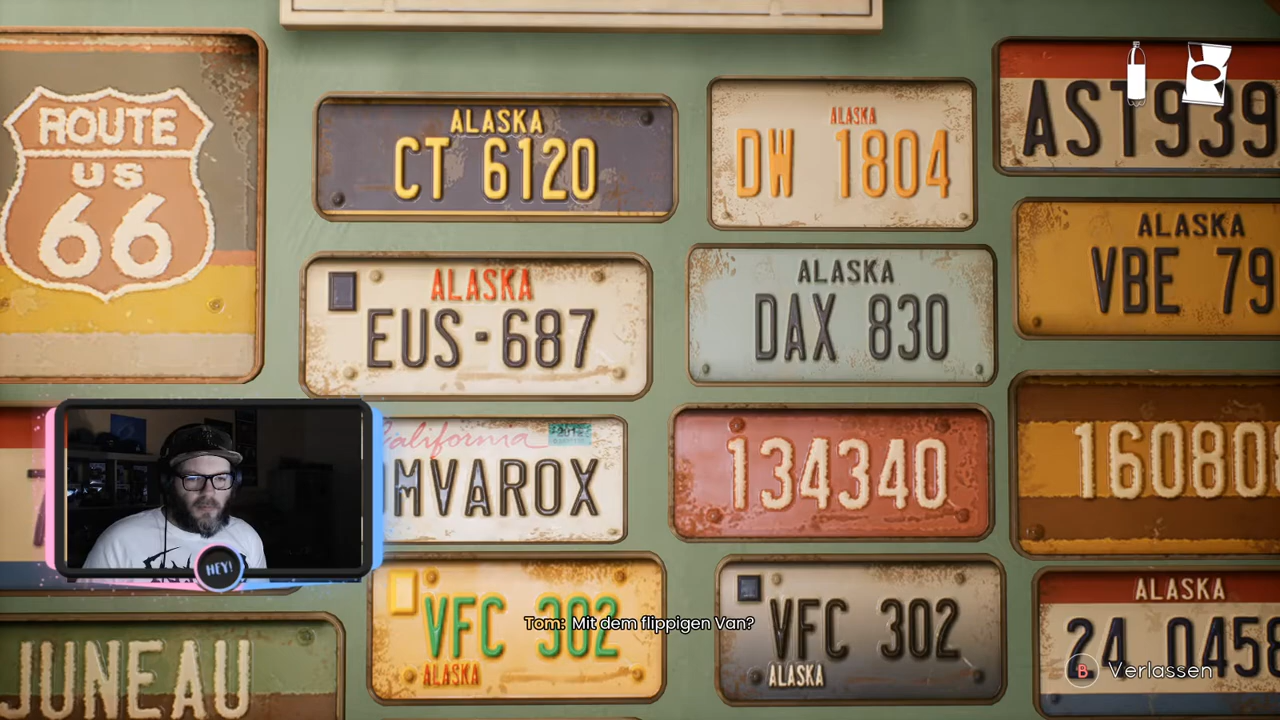 ROUTE
US
66
ALASKA
CT 6120
ALASKA
DW 1804
AST939
ALASKA
EUS·687
ALASKA
DAX 830
ALASKA
VBE 79
California
MVAROX
134340
16080
HEY!
VFC 302
ALASKA
VFC 302
ALASKA
ALASKA
24 0458
JUNEAU
Tom: Mit dem flippigen Van?
B Verlassen